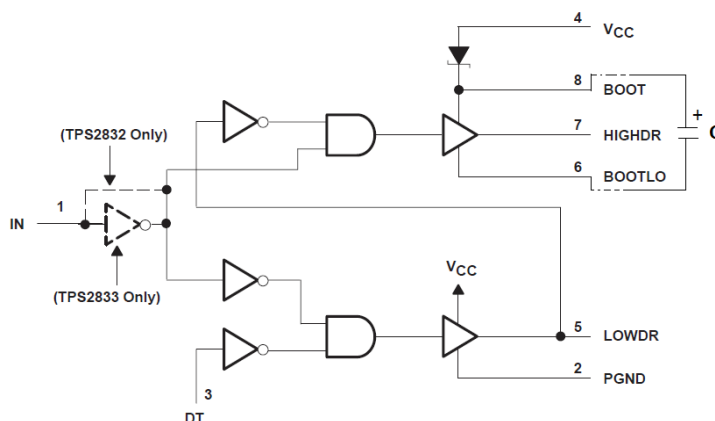 4
VCC
8
BOOT
(TPS2832 Only)
+
C
7
HIGHDR
6
BOOTLO
1
IN
(TPS2833 Only)
VCC
5
LOWDR
2
PGND
3
DT